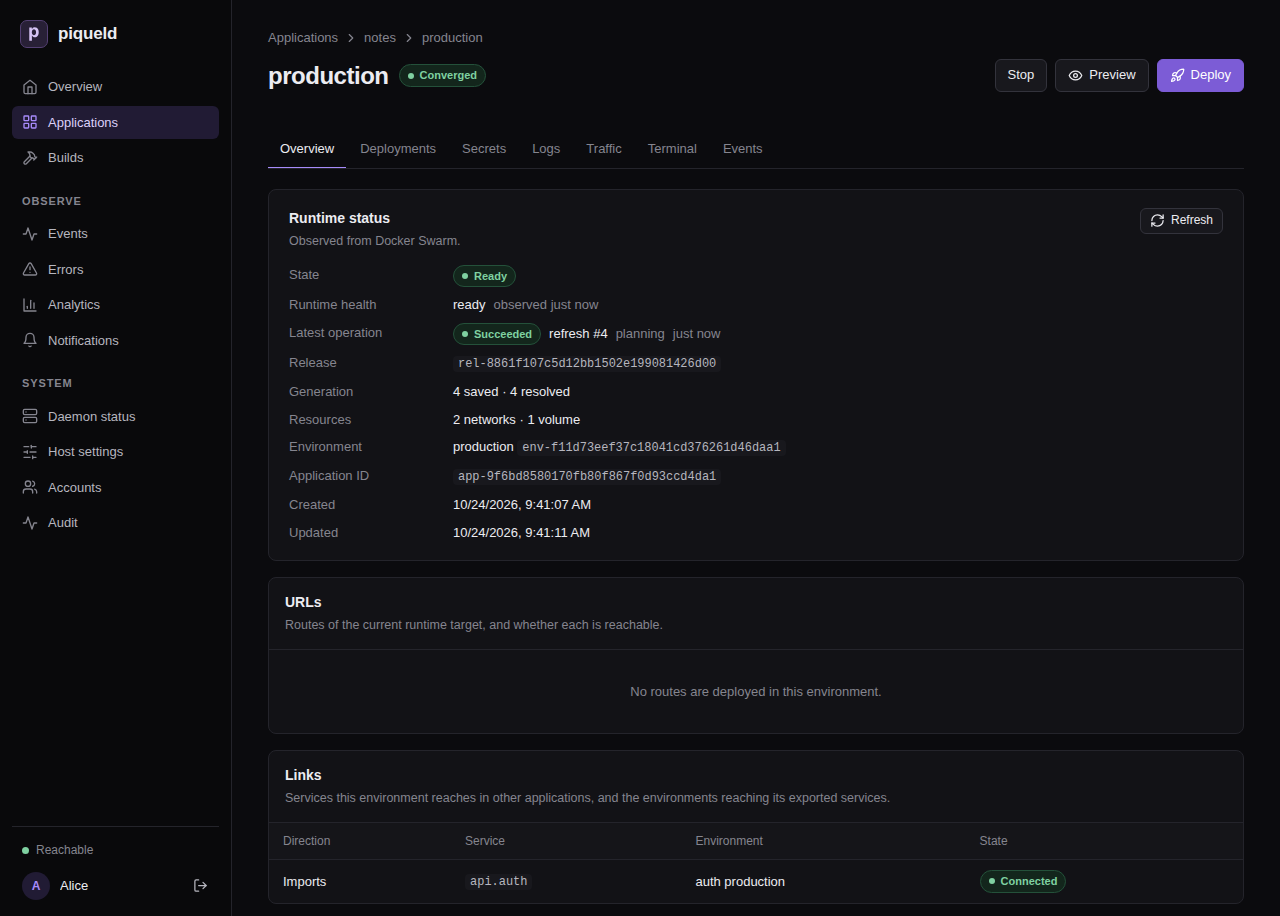 piqueld
Overview
Applications
Builds
OBSERVE
Events
Errors
Analytics
Notifications
SYSTEM
Daemon status
Host settings
Accounts
Audit
Reachable
A Alice
Applications > notes > production
production Converged
Stop Preview Deploy
Overview Deployments Secrets Logs Traffic Terminal Events
Runtime status
Refresh
Observed from Docker Swarm.
State Ready
Runtime health ready observed just now
Latest operation Succeeded refresh #4 planning just now
Release rel-8861f107c5d12bb1502e199081426d00
Generation 4 saved · 4 resolved
Resources 2 networks · 1 volume
Environment production env-f11d73eef37c18041cd376261d46daa1
Application ID app-9f6bd8580170fb80f867f0d93ccd4da1
Created 10/24/2026, 9:41:07 AM
Updated 10/24/2026, 9:41:11 AM
URLs
Routes of the current runtime target, and whether each is reachable.
No routes are deployed in this environment.
Links
Services this environment reaches in other applications, and the environments reaching its exported services.
Direction Service Environment State
Imports api.auth auth production Connected